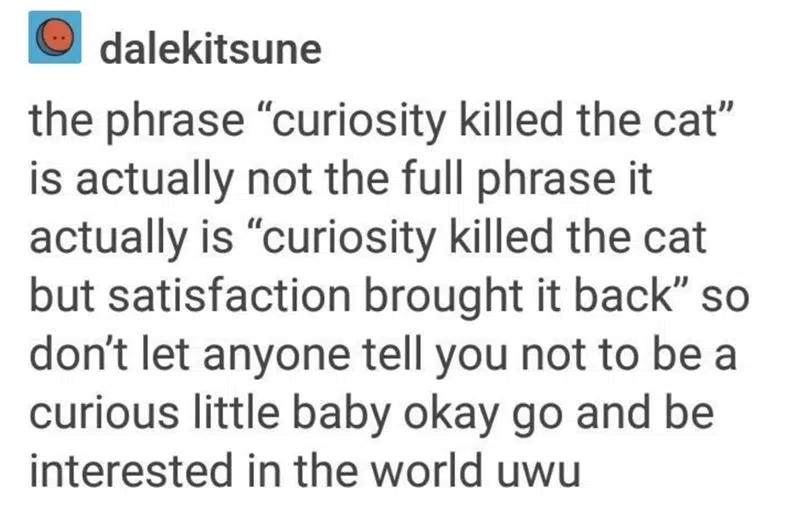 dalekitsune
the phrase “curiosity killed the cat”
is actually not the full phrase it
actually is “curiosity killed the cat
but satisfaction brought it back” so
don’t let anyone tell you not to be a
curious little baby okay go and be
interested in the world uwu